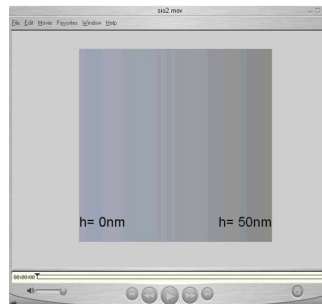 sio2.mov
File Edit Movie Favorites Window Help
h= 0nm h= 50nm
00:00:00